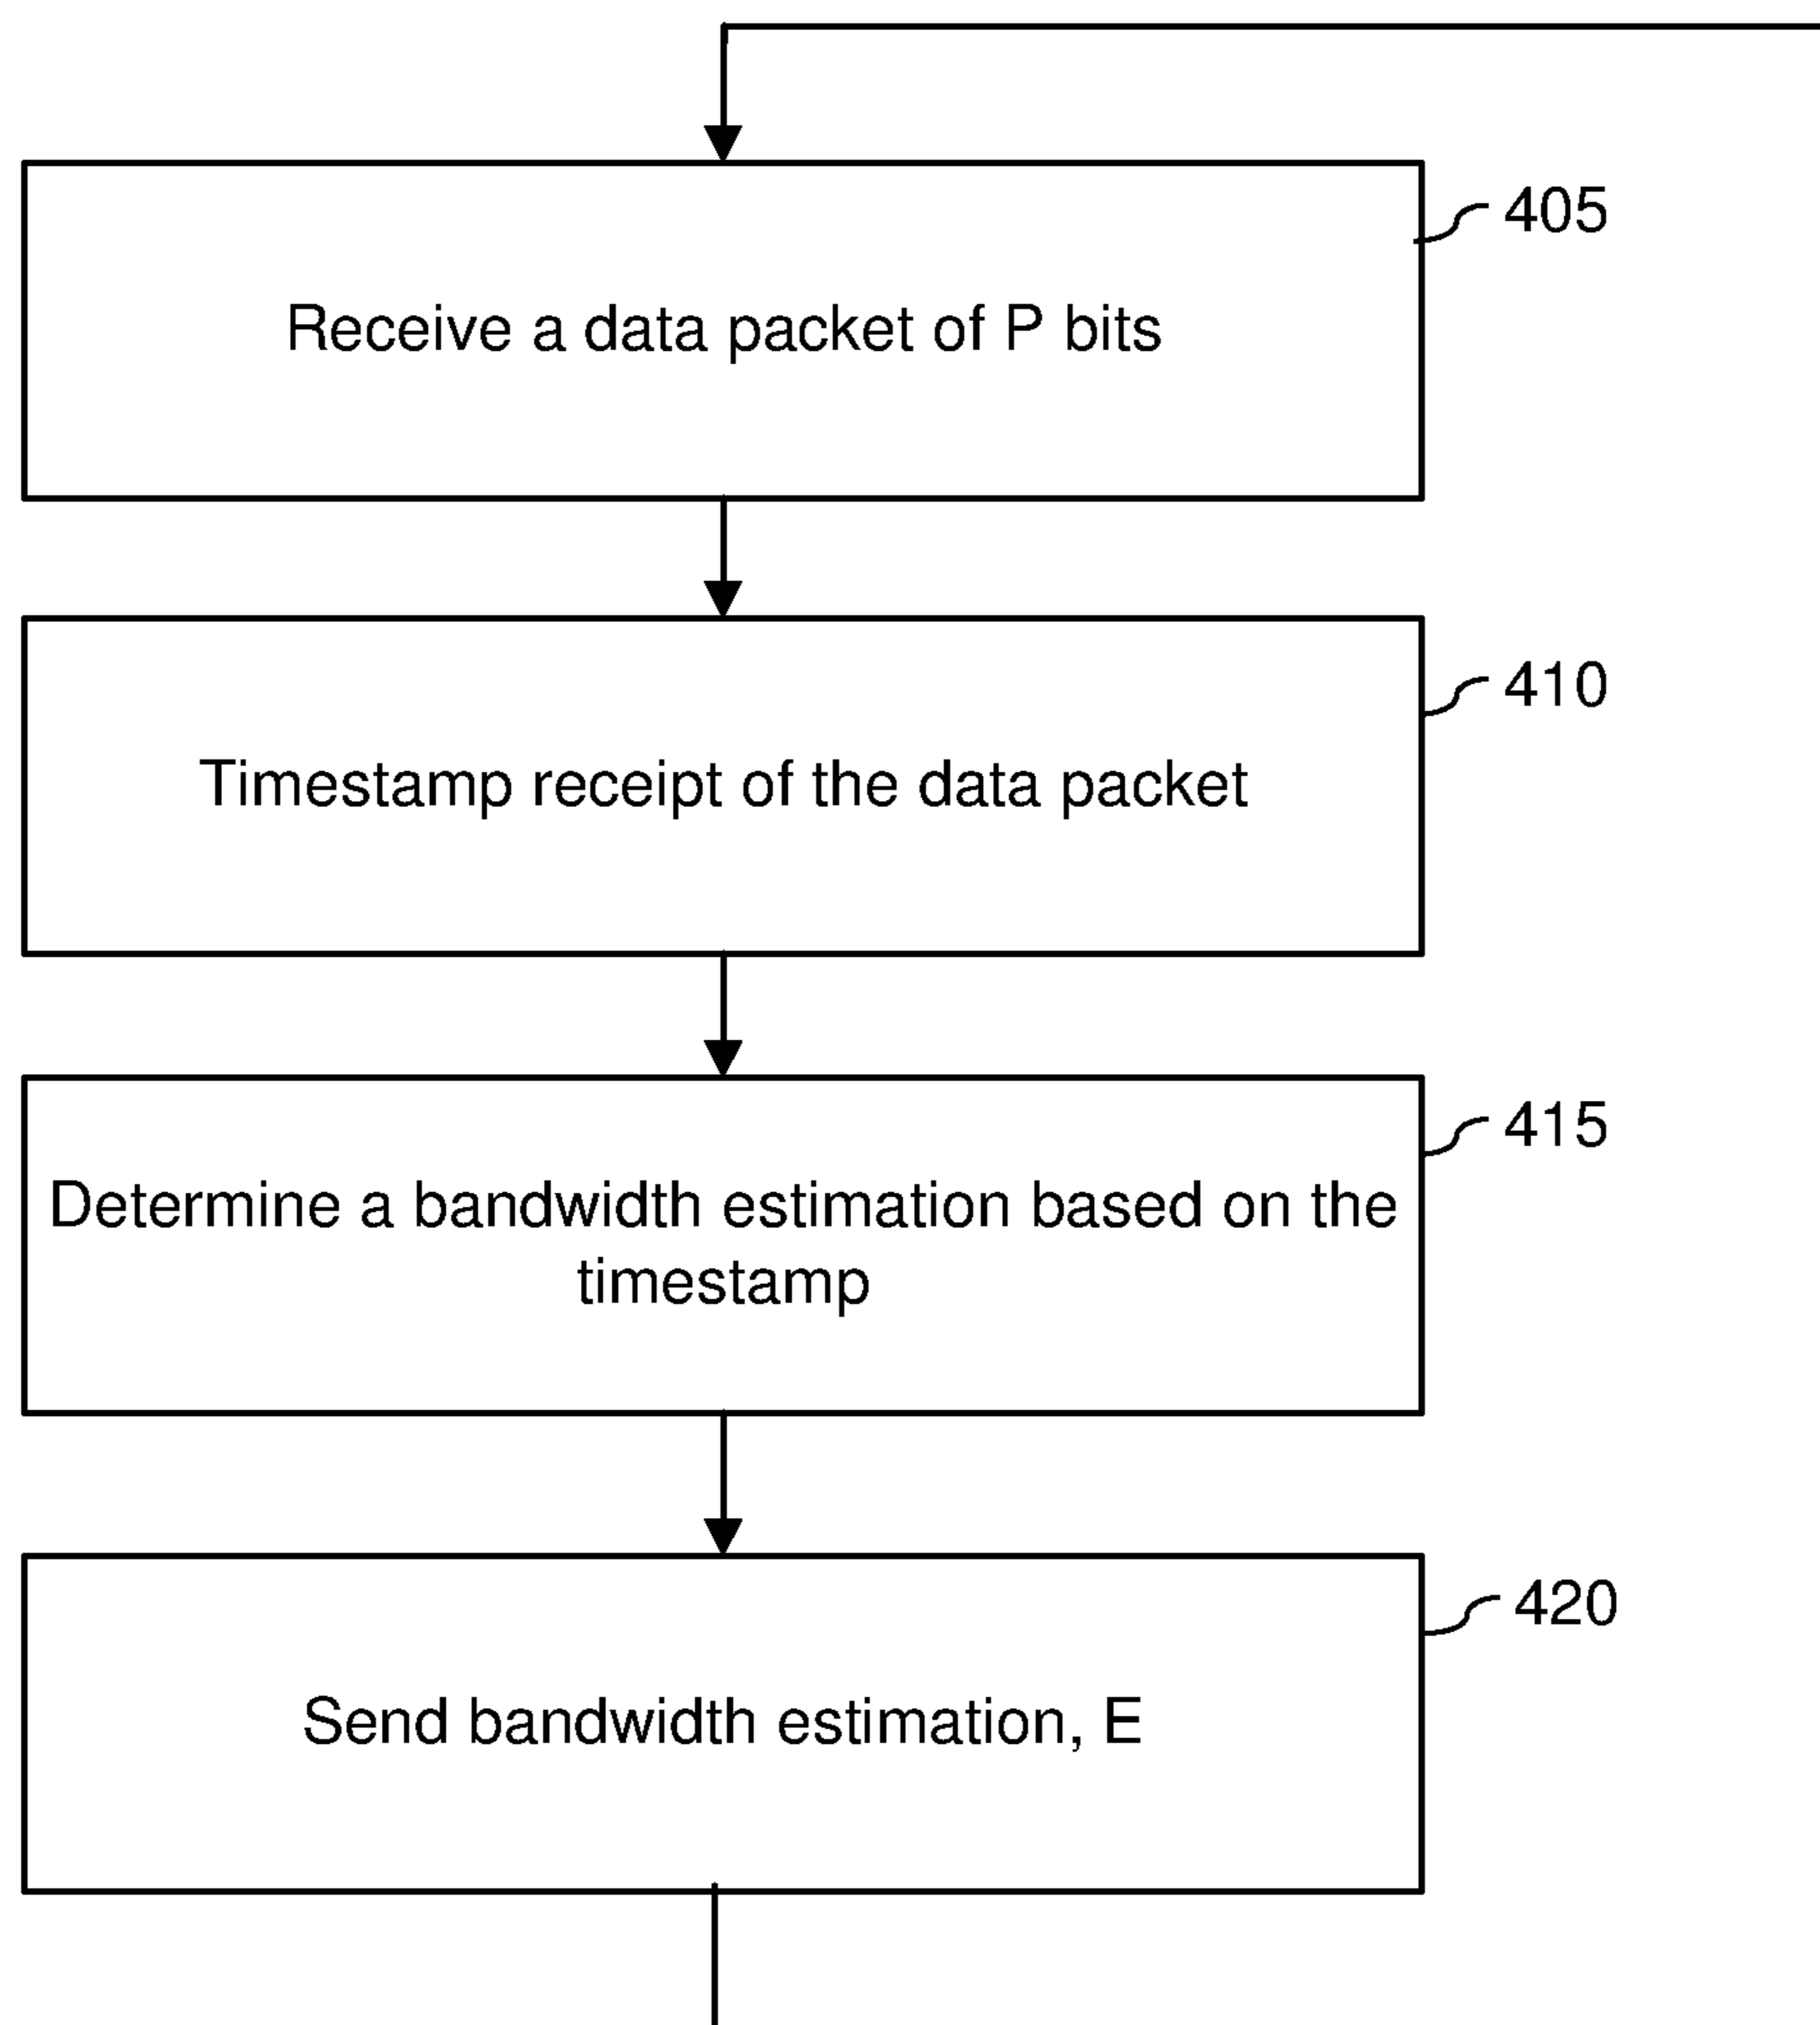 405
Receive a data packet of P bits
410
Timestamp receipt of the data packet
415
Determine a bandwidth estimation based on the
timestamp
420
Send bandwidth estimation, E